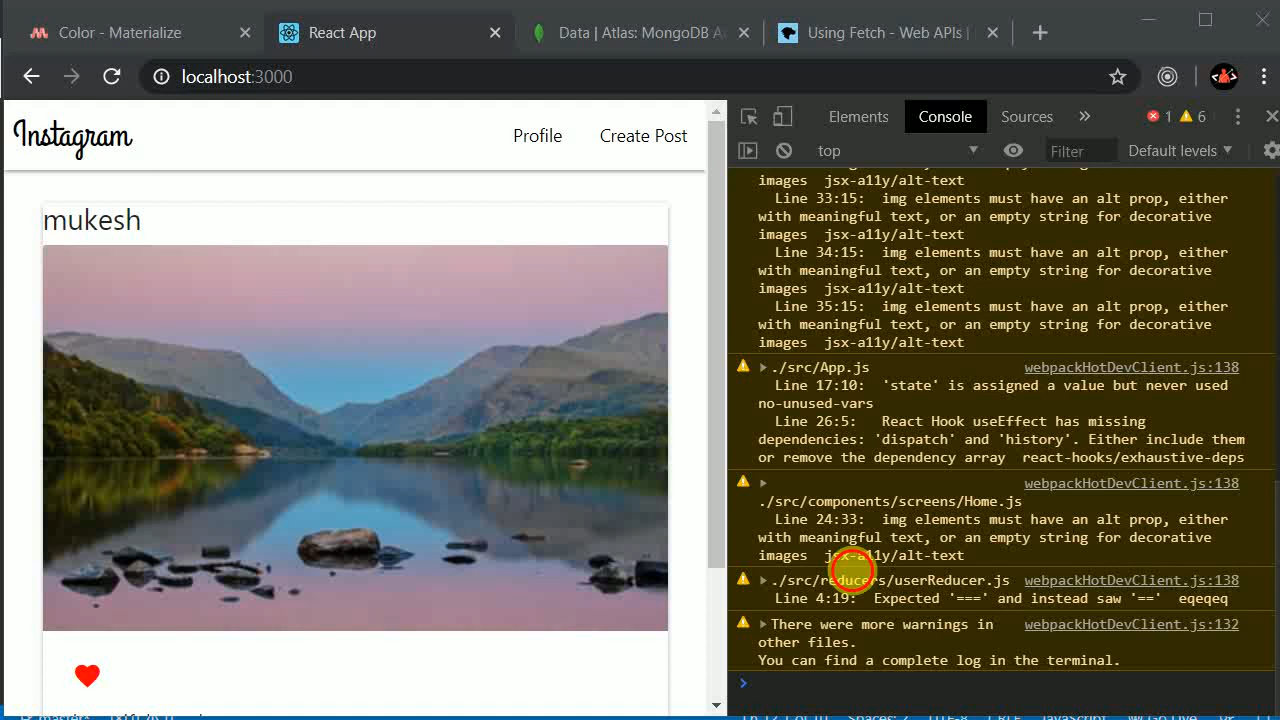 Color - Materialize
React App
Data | Atlas: MongoDB A
Using Fetch - Web APIs |
localhost:3000
Instagram
Profile
Create Post
mukesh
Elements
Console
Sources
1
6
top
Filter
Default levels
images jsx-a11y/alt-text
Line 33:15: img elements must have an alt prop, either
with meaningful text, or an empty string for decorative
images jsx-a11y/alt-text
Line 34:15: img elements must have an alt prop, either
with meaningful text, or an empty string for decorative
images jsx-a11y/alt-text
Line 35:15: img elements must have an alt prop, either
with meaningful text, or an empty string for decorative
images jsx-a11y/alt-text
./src/App.js webpackHotDevClient.js:138
Line 17:10: 'state' is assigned a value but never used
no-unused-vars
Line 26:5: React Hook useEffect has missing
dependencies: 'dispatch' and 'history'. Either include them
or remove the dependency array react-hooks/exhaustive-deps
webpackHotDevClient.js:138
./src/components/screens/Home.js
Line 24:33: img elements must have an alt prop, either
with meaningful text, or an empty string for decorative
images jsx-a11y/alt-text
./src/reducers/userReducer.js webpackHotDevClient.js:138
Line 4:19: Expected '===' and instead saw '==' eqeqeq
There were more warnings in webpackHotDevClient.js:132
other files.
You can find a complete log in the terminal.